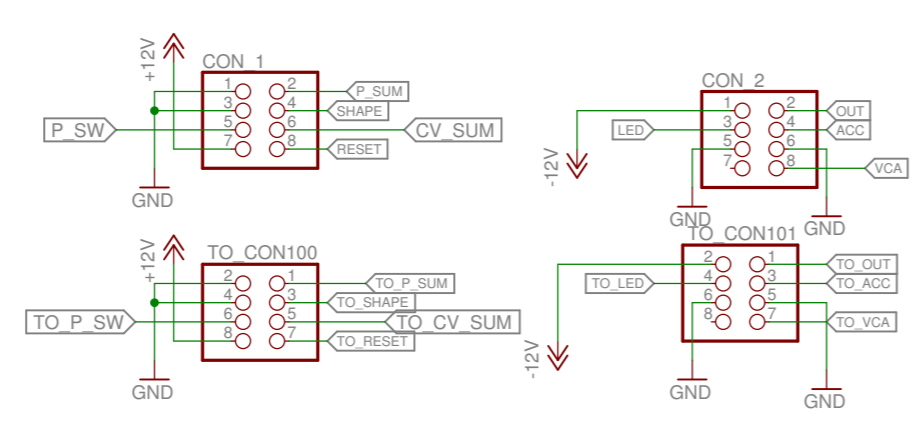 +12V
CON_1
1 2 P_SUM
3 4 SHAPE
P_SW 5 6 CV_SUM
7 8 RESET
GND
CON_2
1 2 OUT
LED 3 4 ACC
5 6
7 8 VCA
-12V
GND
GND
+12V
TO_CON100
2 1 TO_P_SUM
4 3 TO_SHAPE
TO_P_SW 6 5 TO_CV_SUM
8 7 TO_RESET
GND
TO_CON101
2 1 TO_OUT
TO_LED 4 3 TO_ACC
6 5
8 7 TO_VCA
-12V
GND
GND